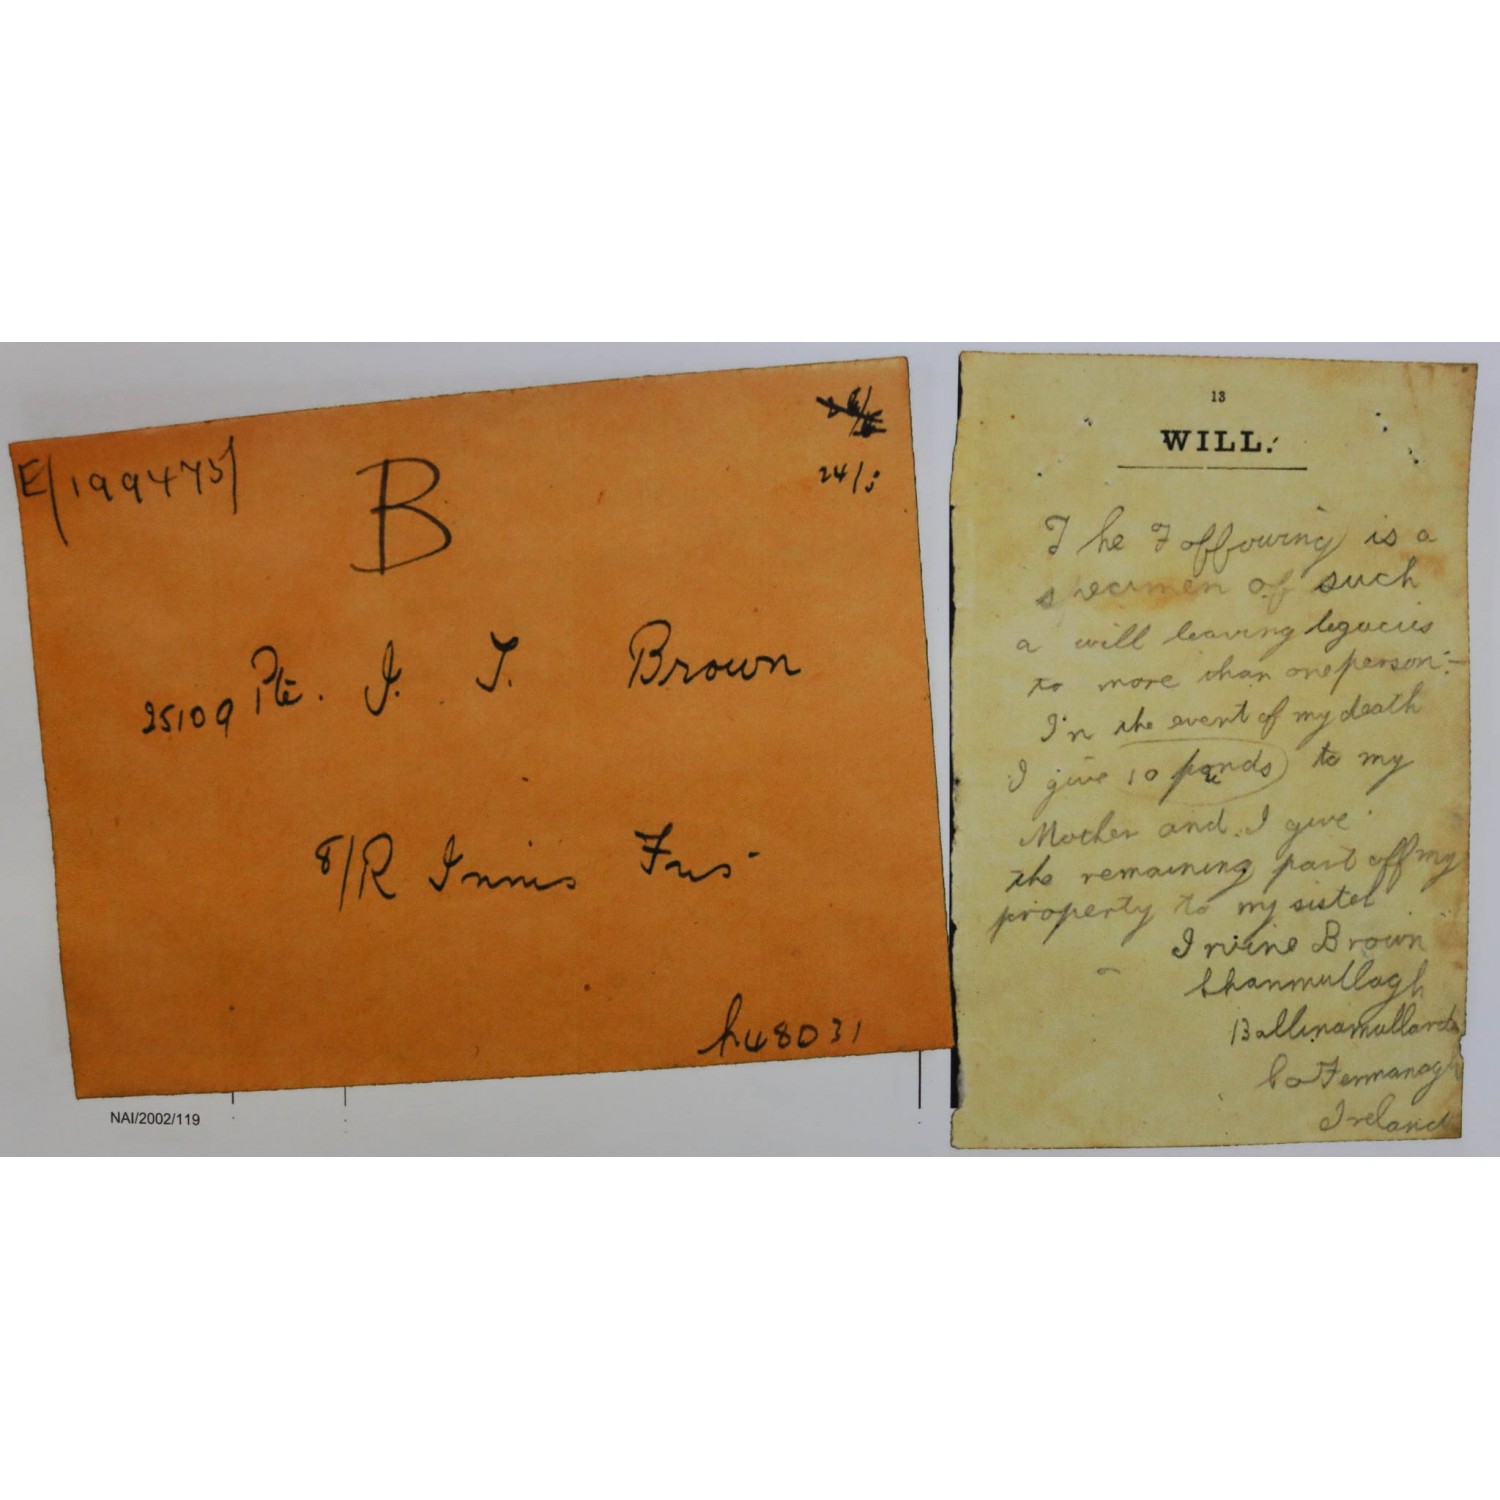 E/199475/
B
24/5
25109 Pte. J. T. Brown
8/R Innis Fus
h48031
NAI/2002/119
13
WILL.
The Foffowing is a
specimen of such
a will leaving legacies
to more than one person:-
In the event of my death
I give 10 pounds to my
Mother and I give
the remaining part off my
property to my sister
Irvine Brown
Shanmullagh
Ballinamullard
Co Fermanagh
Ireland